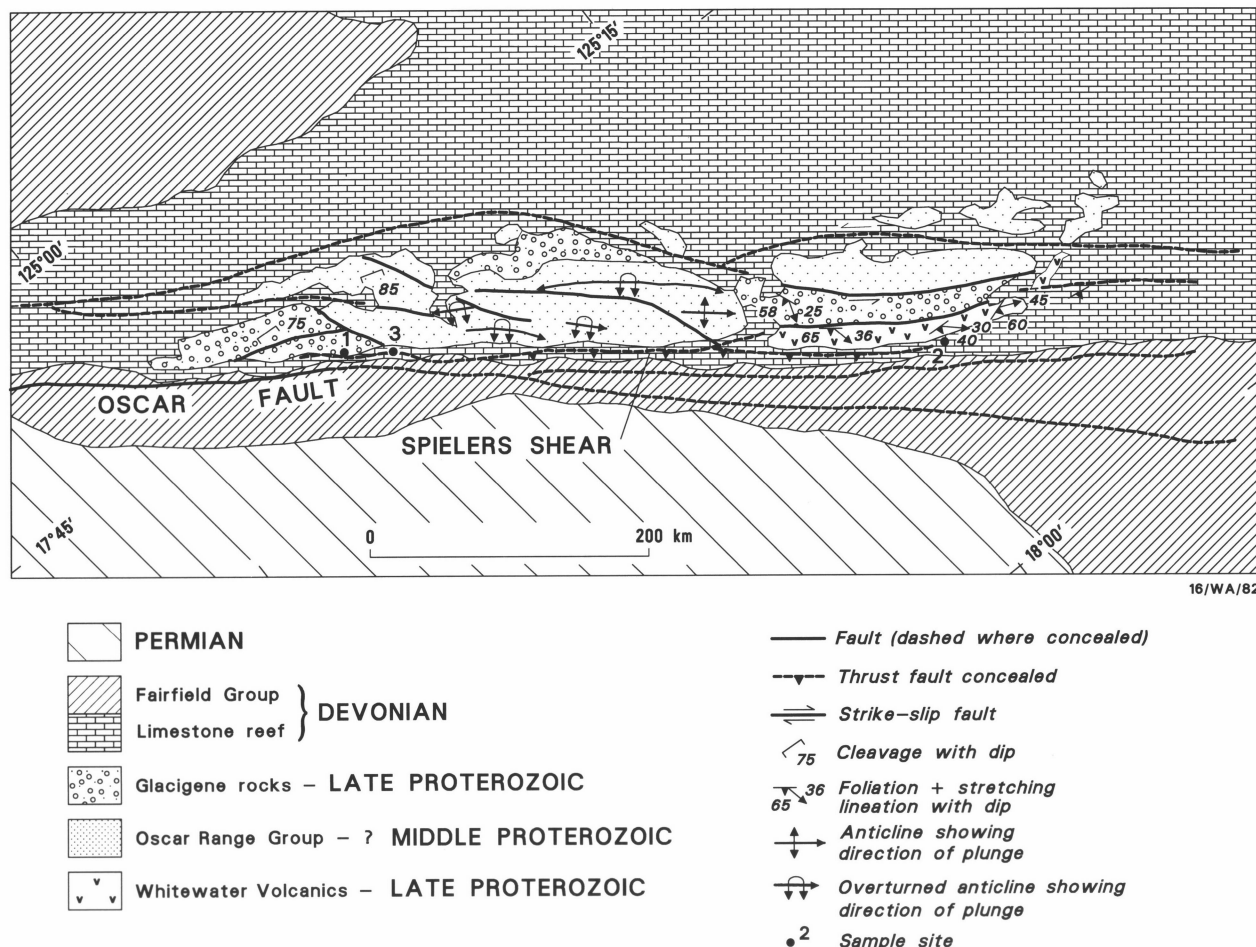 125°15′
125°00′
85
75
1
3
58
25
65
36
45
60
30
40
2
OSCAR FAULT
SPIELERS SHEAR
0 200 km
17°45′
18°00′
16/WA/82
PERMIAN
Fairfield Group
Limestone reef
DEVONIAN
Glacigene rocks – LATE PROTEROZOIC
Oscar Range Group – ? MIDDLE PROTEROZOIC
Whitewater Volcanics – LATE PROTEROZOIC
Fault (dashed where concealed)
Thrust fault concealed
Strike–slip fault
75 Cleavage with dip
65 36 Foliation + stretching
lineation with dip
Anticline showing
direction of plunge
Overturned anticline showing
direction of plunge
2 Sample site